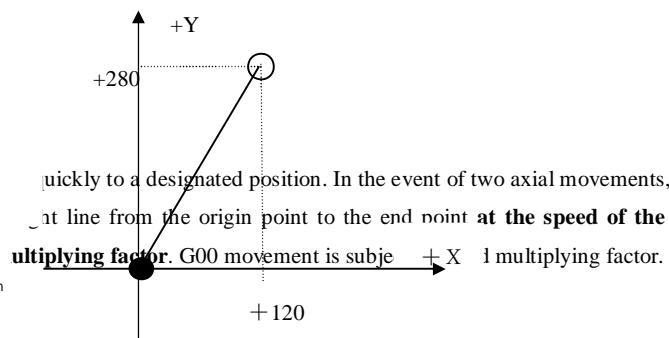 +Y
+280
uickly to a designated position. In the event of two axial movements,
ht line from the origin point to the end point at the speed of the
ultiplying factor. G00 movement is subje +X d multiplying factor.
+120